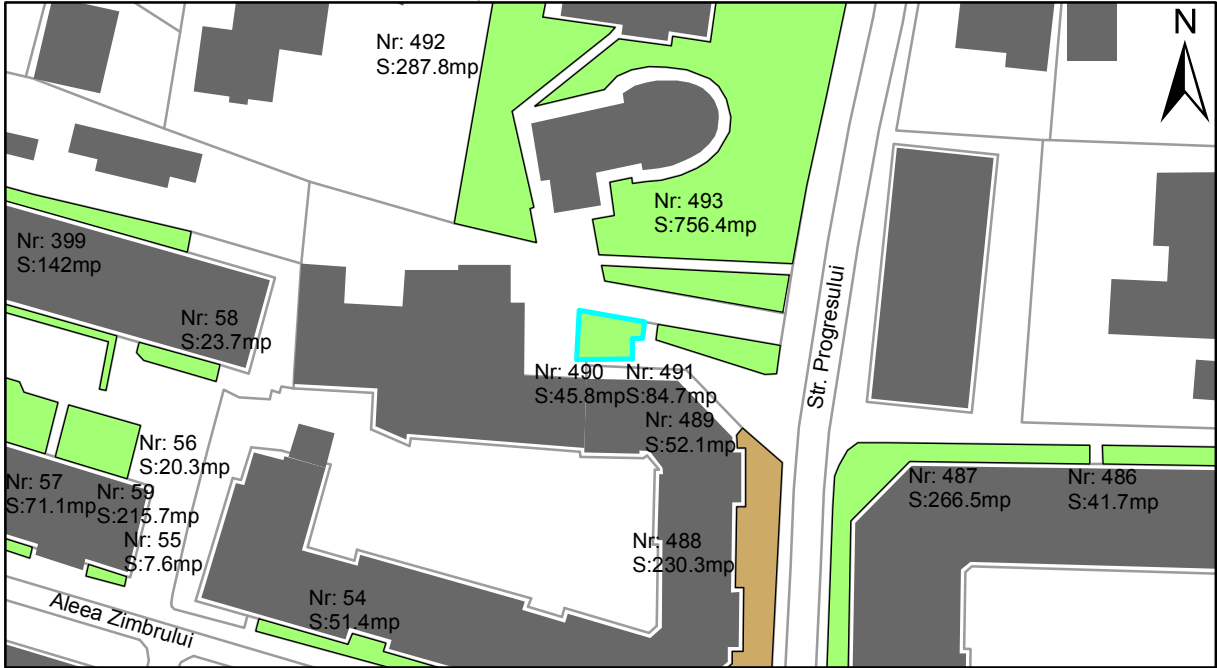 N
Nr: 492
S:287.8mp
Nr: 493
S:756.4mp
Nr: 399
S:142mp
Nr: 58
S:23.7mp
Str. Progresului
Nr: 490
S:45.8mp
Nr: 491
S:84.7mp
Nr: 489
S:52.1mp
Nr: 56
S:20.3mp
Nr: 57
S:71.1mp
Nr: 59
S:215.7mp
Nr: 55
S:7.6mp
Nr: 487
S:266.5mp
Nr: 486
S:41.7mp
Nr: 488
S:230.3mp
Nr: 54
S:51.4mp
Aleea Zimbrului